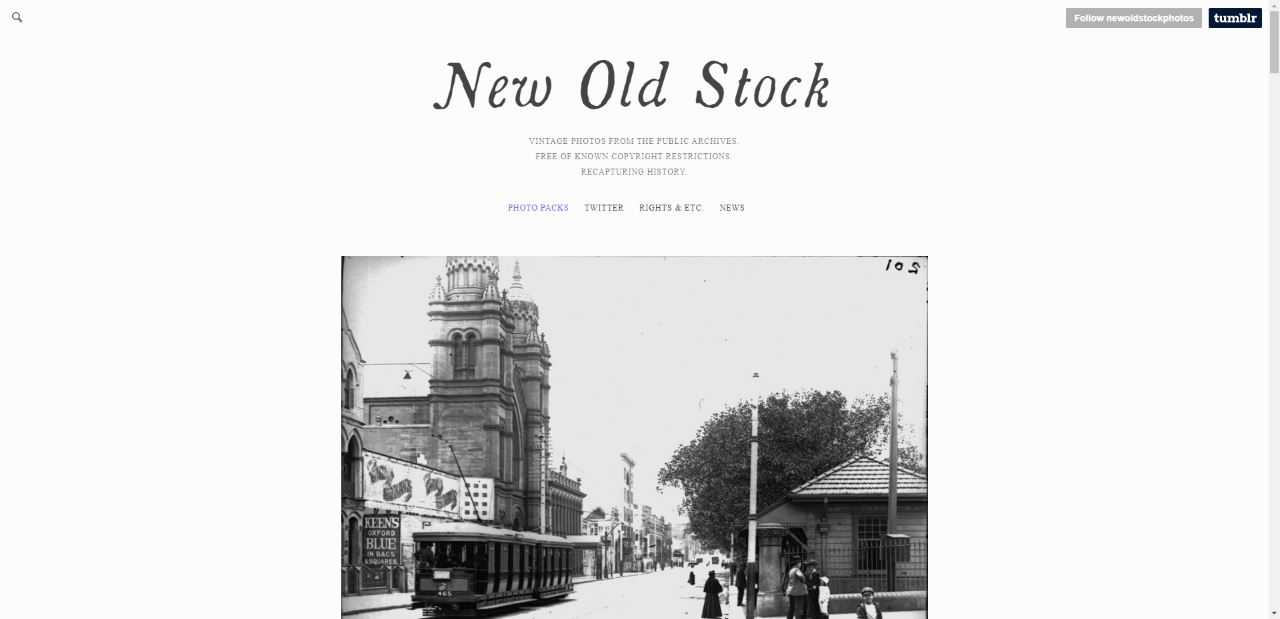 Follow newoldstockphotos
tumblr
New Old Stock
VINTAGE PHOTOS FROM THE PUBLIC ARCHIVES.
FREE OF KNOWN COPYRIGHT RESTRICTIONS.
RECAPTURING HISTORY.
PHOTO PACKS TWITTER RIGHTS & ETC. NEWS
201
KEEN'S
OXFORD
BLUE
IN BAGS
& SQUARES
465